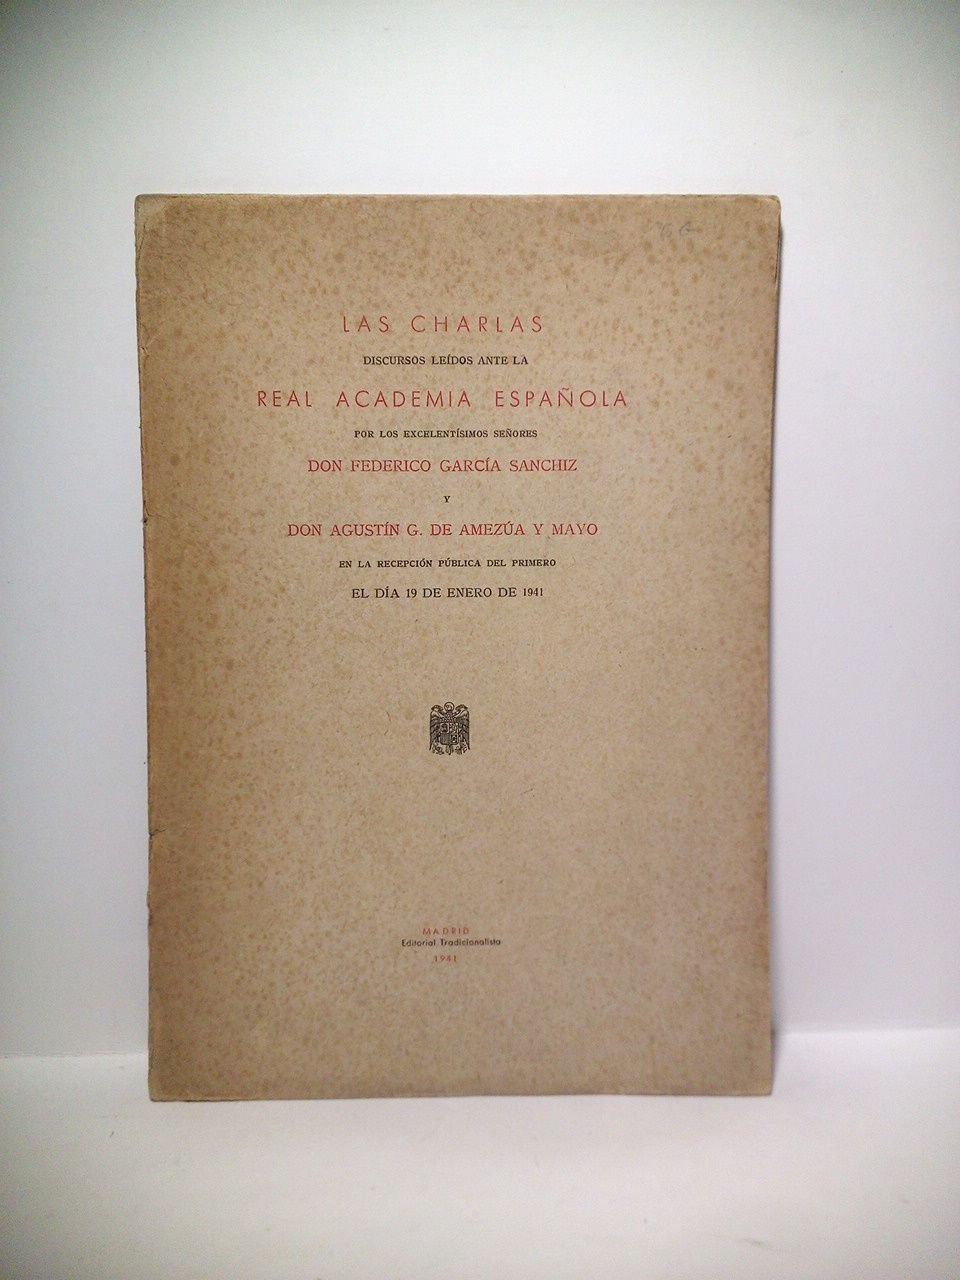 LAS CHARLAS
DISCURSOS LEÍDOS ANTE LA
REAL ACADEMIA ESPAÑOLA
POR LOS EXCELENTÍSIMOS SEÑORES
DON FEDERICO GARCÍA SANCHIZ
Y
DON AGUSTÍN G. DE AMEZÚA Y MAYO
EN LA RECEPCIÓN PÚBLICA DEL PRIMERO
EL DÍA 19 DE ENERO DE 1941
MADRID
Editorial Tradicionalista
1941